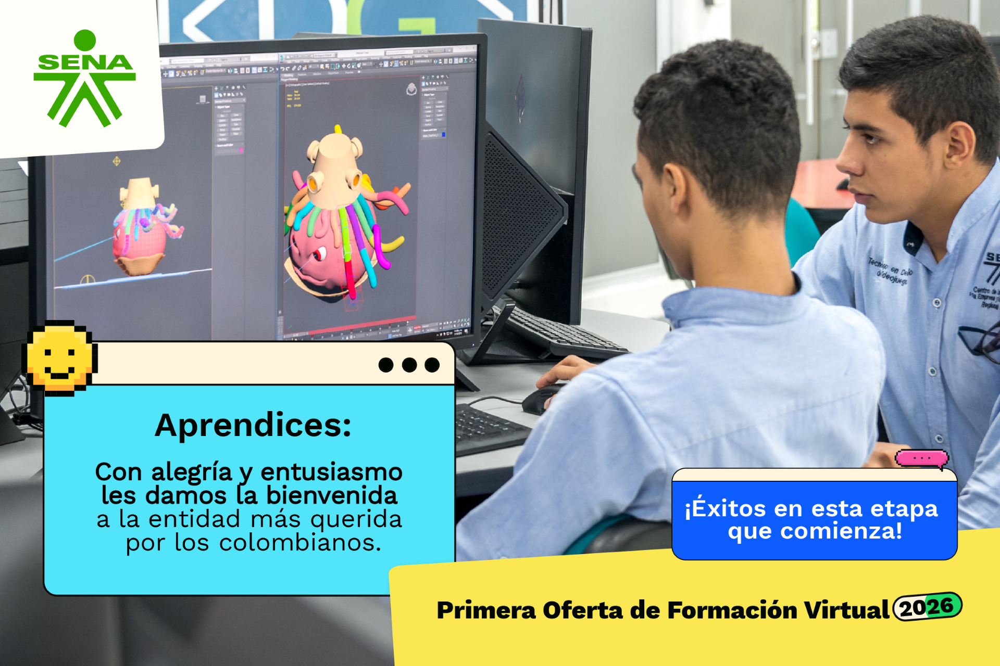 SENA
Aprendices:
Con alegría y entusiasmo
les damos la bienvenida
a la entidad más querida
por los colombianos.
¡Éxitos en esta etapa
que comienza!
Primera Oferta de Formación Virtual 2026